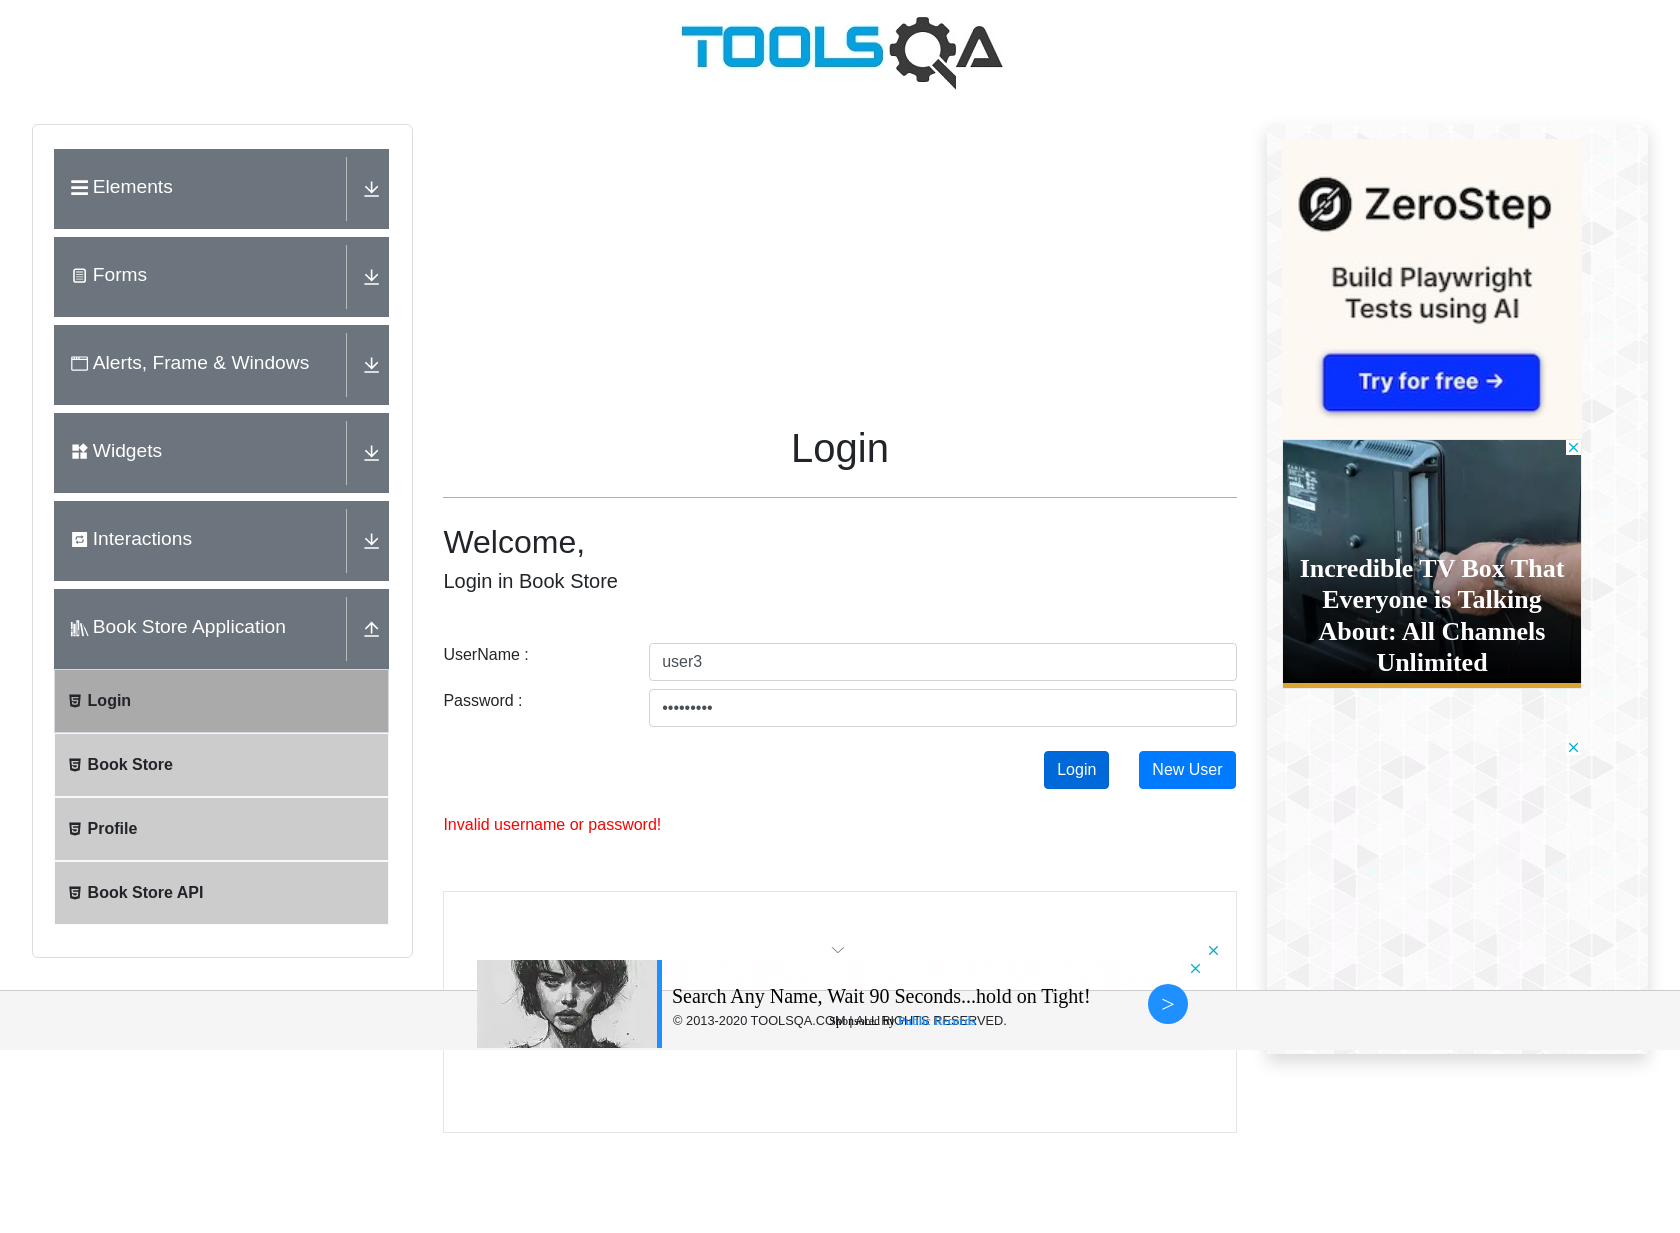 TOOLSQA
Elements
Forms
Alerts, Frame & Windows
Widgets
Interactions
Book Store Application
Login
Book Store
Profile
Book Store API
Login
Welcome,
Login in Book Store
UserName :
user3
Password :
•••••••••
Login
New User
Invalid username or password!
ZeroStep
Build Playwright
Tests using AI
Try for free →
Incredible TV Box That
Everyone is Talking
About: All Channels
Unlimited
Search Any Name, Wait 90 Seconds...hold on Tight!
>
© 2013-2020 TOOLSQA.COM | ALL RIGHTS RESERVED.
Sponsored by